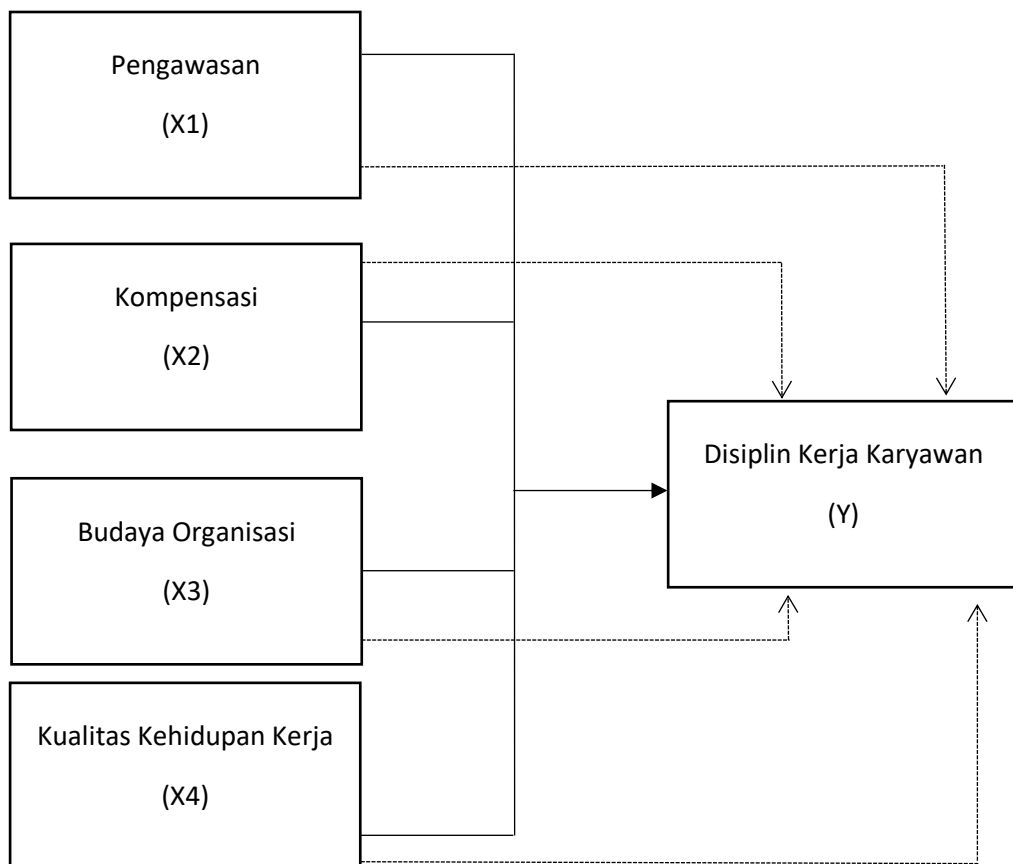 Pengawasan
(X1)
Kompensasi
(X2)
Budaya Organisasi
(X3)
Kualitas Kehidupan Kerja
(X4)
Disiplin Kerja Karyawan
(Y)